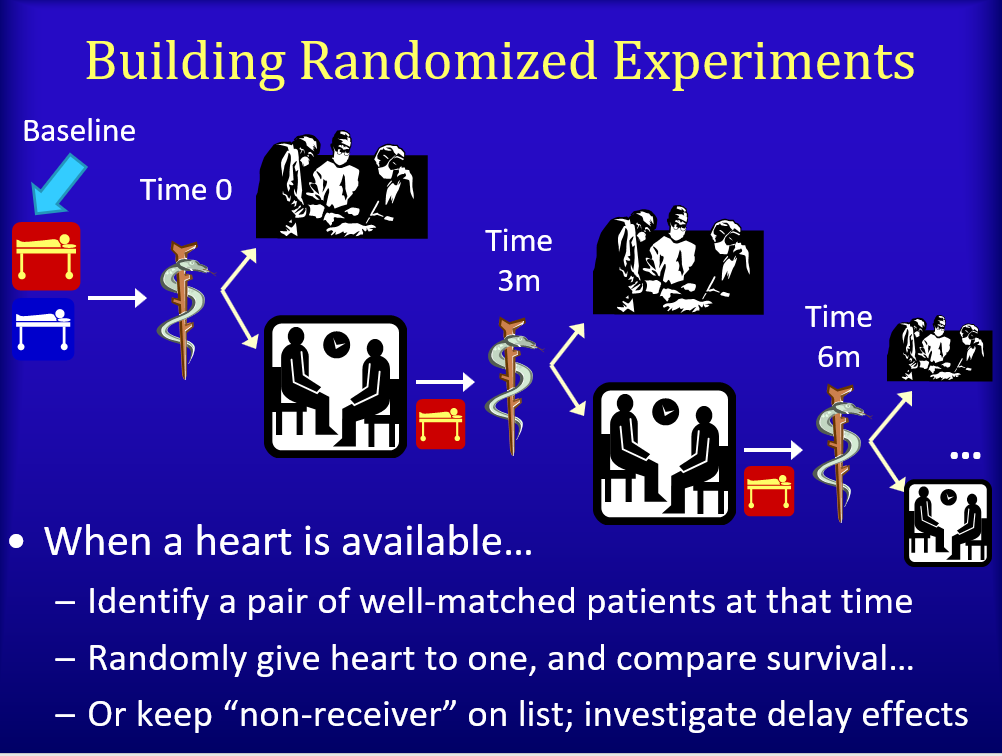 Building Randomized Experiments
Baseline
Time 0
Time
3m
Time
6m
...
• When a heart is available…
– Identify a pair of well-matched patients at that time
– Randomly give heart to one, and compare survival…
– Or keep “non-receiver” on list; investigate delay effects